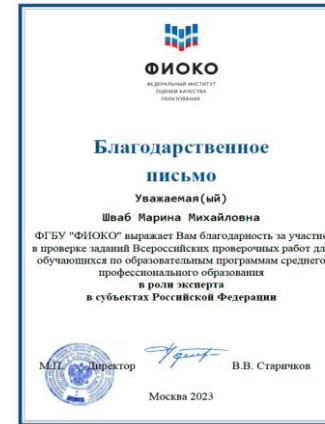 ФИОКО
ФЕДЕРАЛЬНЫЙ ИНСТИТУТ
ОЦЕНКИ КАЧЕСТВА
ОБРАЗОВАНИЯ
Благодарственное
письмо
Уважаемая(ый)
Шваб Марина Михайловна
ФГБУ "ФИОКО" выражает Вам благодарность за участие
в проверке заданий Всероссийских проверочных работ для
обучающихся по образовательным программам среднего
профессионального образования
в роли эксперта
в субъектах Российской Федерации
М.П. Директор В.В. Старичков
Москва 2023